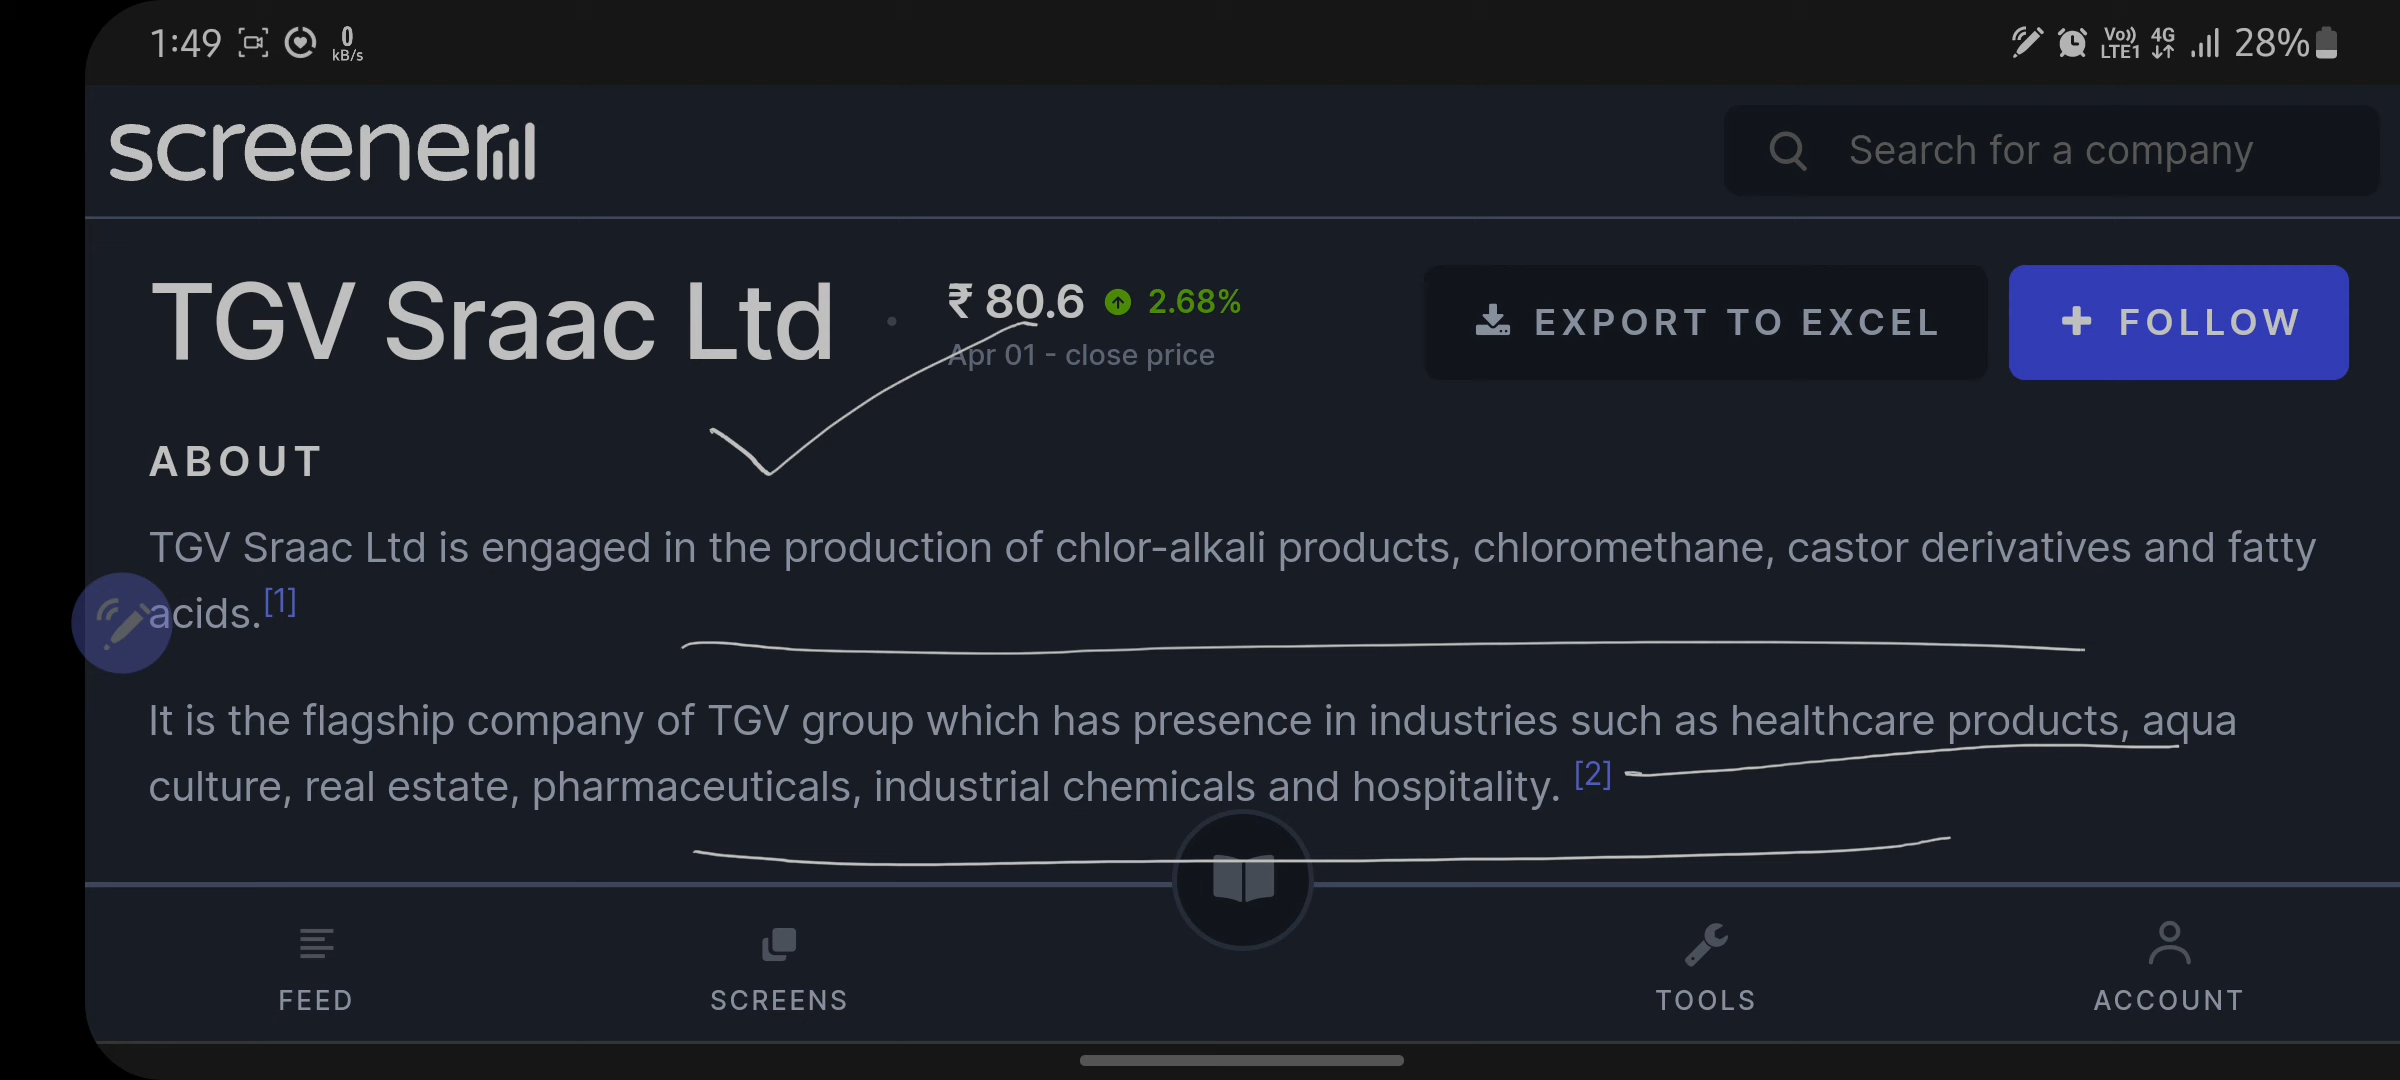 1:49 0 kB/s Vo)) LTE1 4G 28%
screener
Search for a company
TGV Sraac Ltd
₹ 80.6 2.68%
Apr 01 - close price
EXPORT TO EXCEL
+ FOLLOW
ABOUT
TGV Sraac Ltd is engaged in the production of chlor-alkali products, chloromethane, castor derivatives and fatty
acids.[1]
It is the flagship company of TGV group which has presence in industries such as healthcare products, aqua
culture, real estate, pharmaceuticals, industrial chemicals and hospitality. [2]
FEED
SCREENS
TOOLS
ACCOUNT